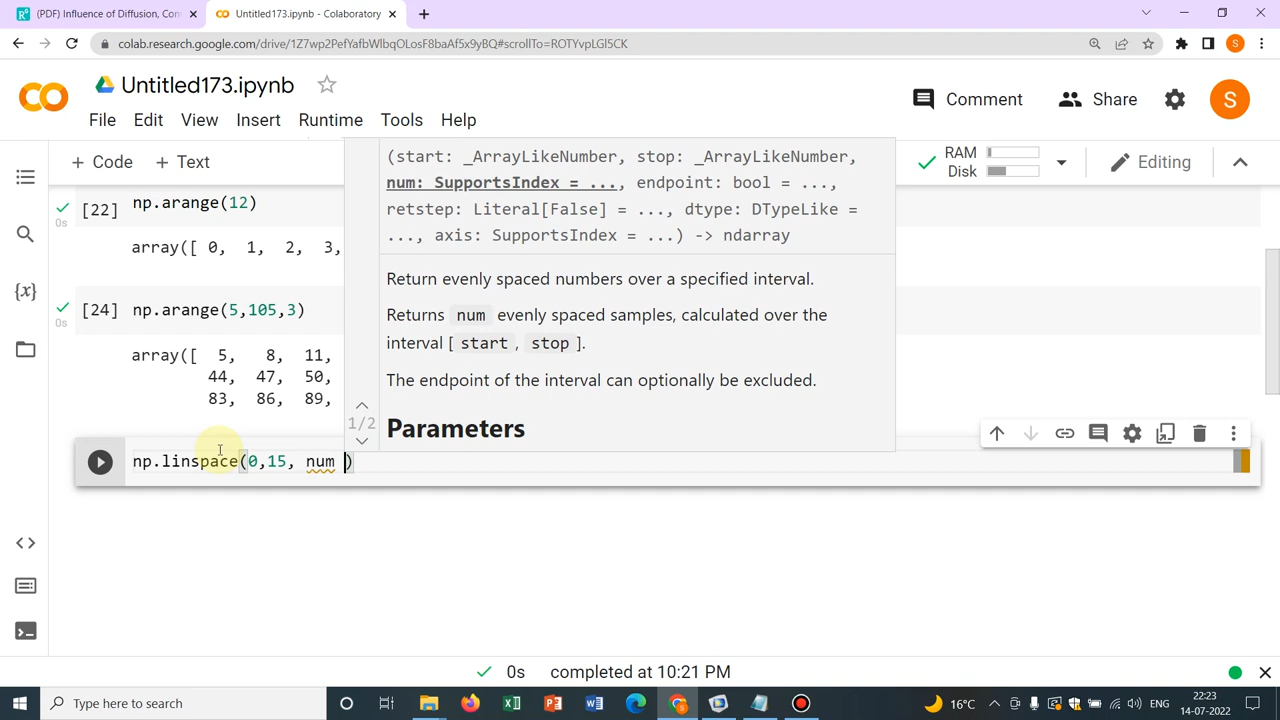 (PDF) Influence of Diffusion, Con
Untitled173.ipynb - Colaboratory
colab.research.google.com/drive/1Z7wp2PefYafbWlbqOLosF8baAf5x9yBQ#scrollTo=ROTYvpLGl5CK
Untitled173.ipynb
File Edit View Insert Runtime Tools Help
Comment Share S
+ Code + Text
RAM
Disk
Editing
[22] np.arange(12)
0s
array([ 0, 1, 2, 3,
[24] np.arange(5,105,3)
0s
array([ 5, 8, 11,
44, 47, 50,
83, 86, 89,
(start: _ArrayLikeNumber, stop: _ArrayLikeNumber,
num: SupportsIndex = ..., endpoint: bool = ...,
retstep: Literal[False] = ..., dtype: DTypeLike =
..., axis: SupportsIndex = ...) -> ndarray
Return evenly spaced numbers over a specified interval.
Returns num evenly spaced samples, calculated over the
interval [ start , stop ].
The endpoint of the interval can optionally be excluded.
1/2
Parameters
np.linspace(0,15, num )
0s completed at 10:21 PM
Type here to search
16°C
22:23
14-07-2022